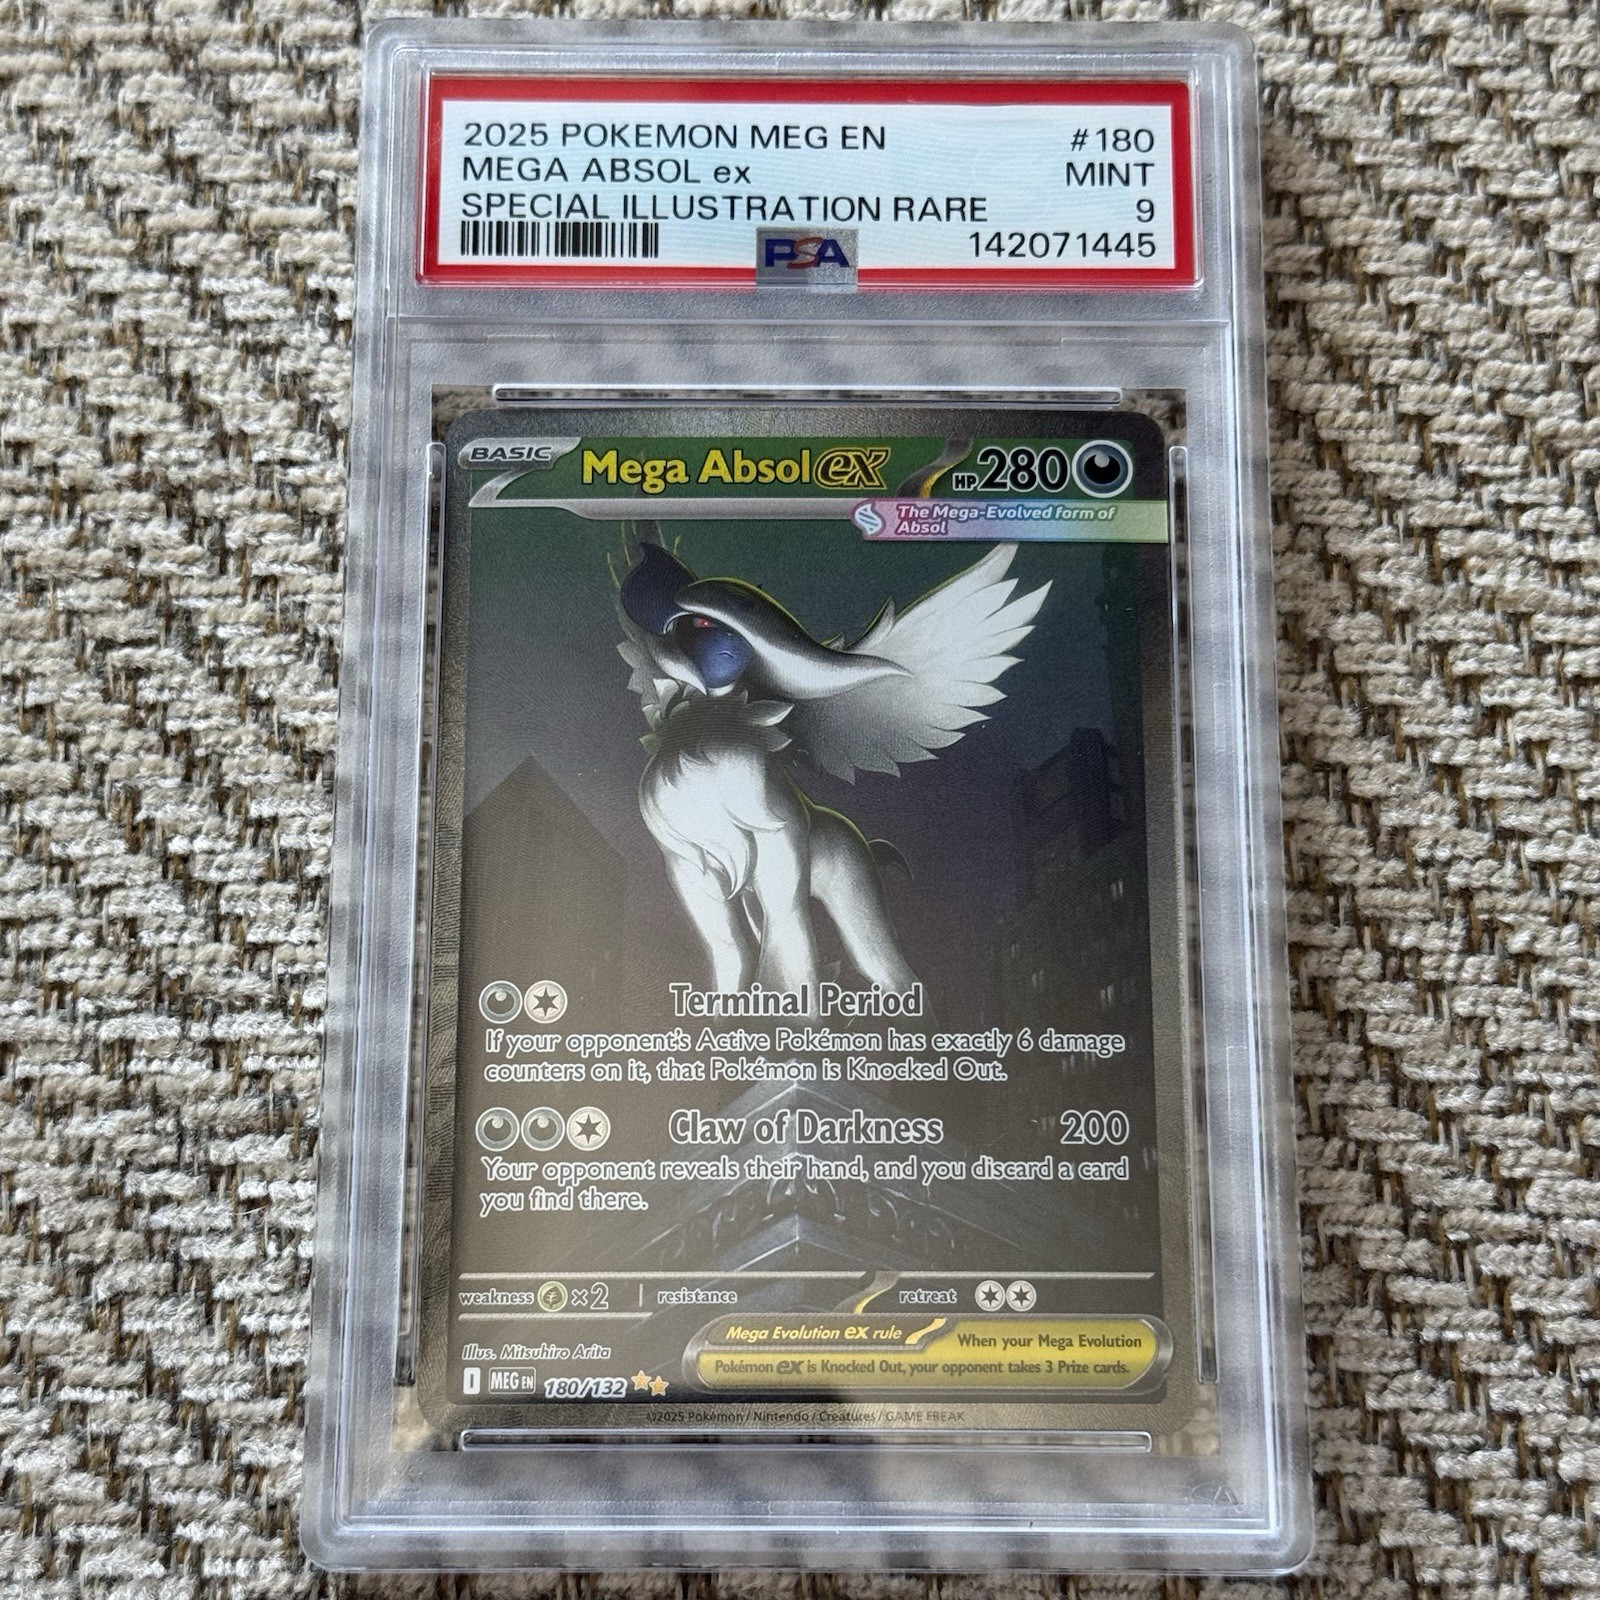 2025 POKEMON MEG EN #180
MEGA ABSOL ex MINT
SPECIAL ILLUSTRATION RARE 9
PSA 142071445
BASIC Mega Absol ex HP 280
The Mega-Evolved form of
Absol
Terminal Period
If your opponent's Active Pokémon has exactly 6 damage
counters on it, that Pokémon is Knocked Out.
Claw of Darkness 200
Your opponent reveals their hand, and you discard a card
you find there.
weakness ×2 resistance retreat
Mega Evolution ex rule When your Mega Evolution
Pokémon ex is Knocked Out, your opponent takes 3 Prize cards.
Illus. Mitsuhiro Arita
I MEG EN 180/132
©2025 Pokémon / Nintendo / Creatures / GAME FREAK